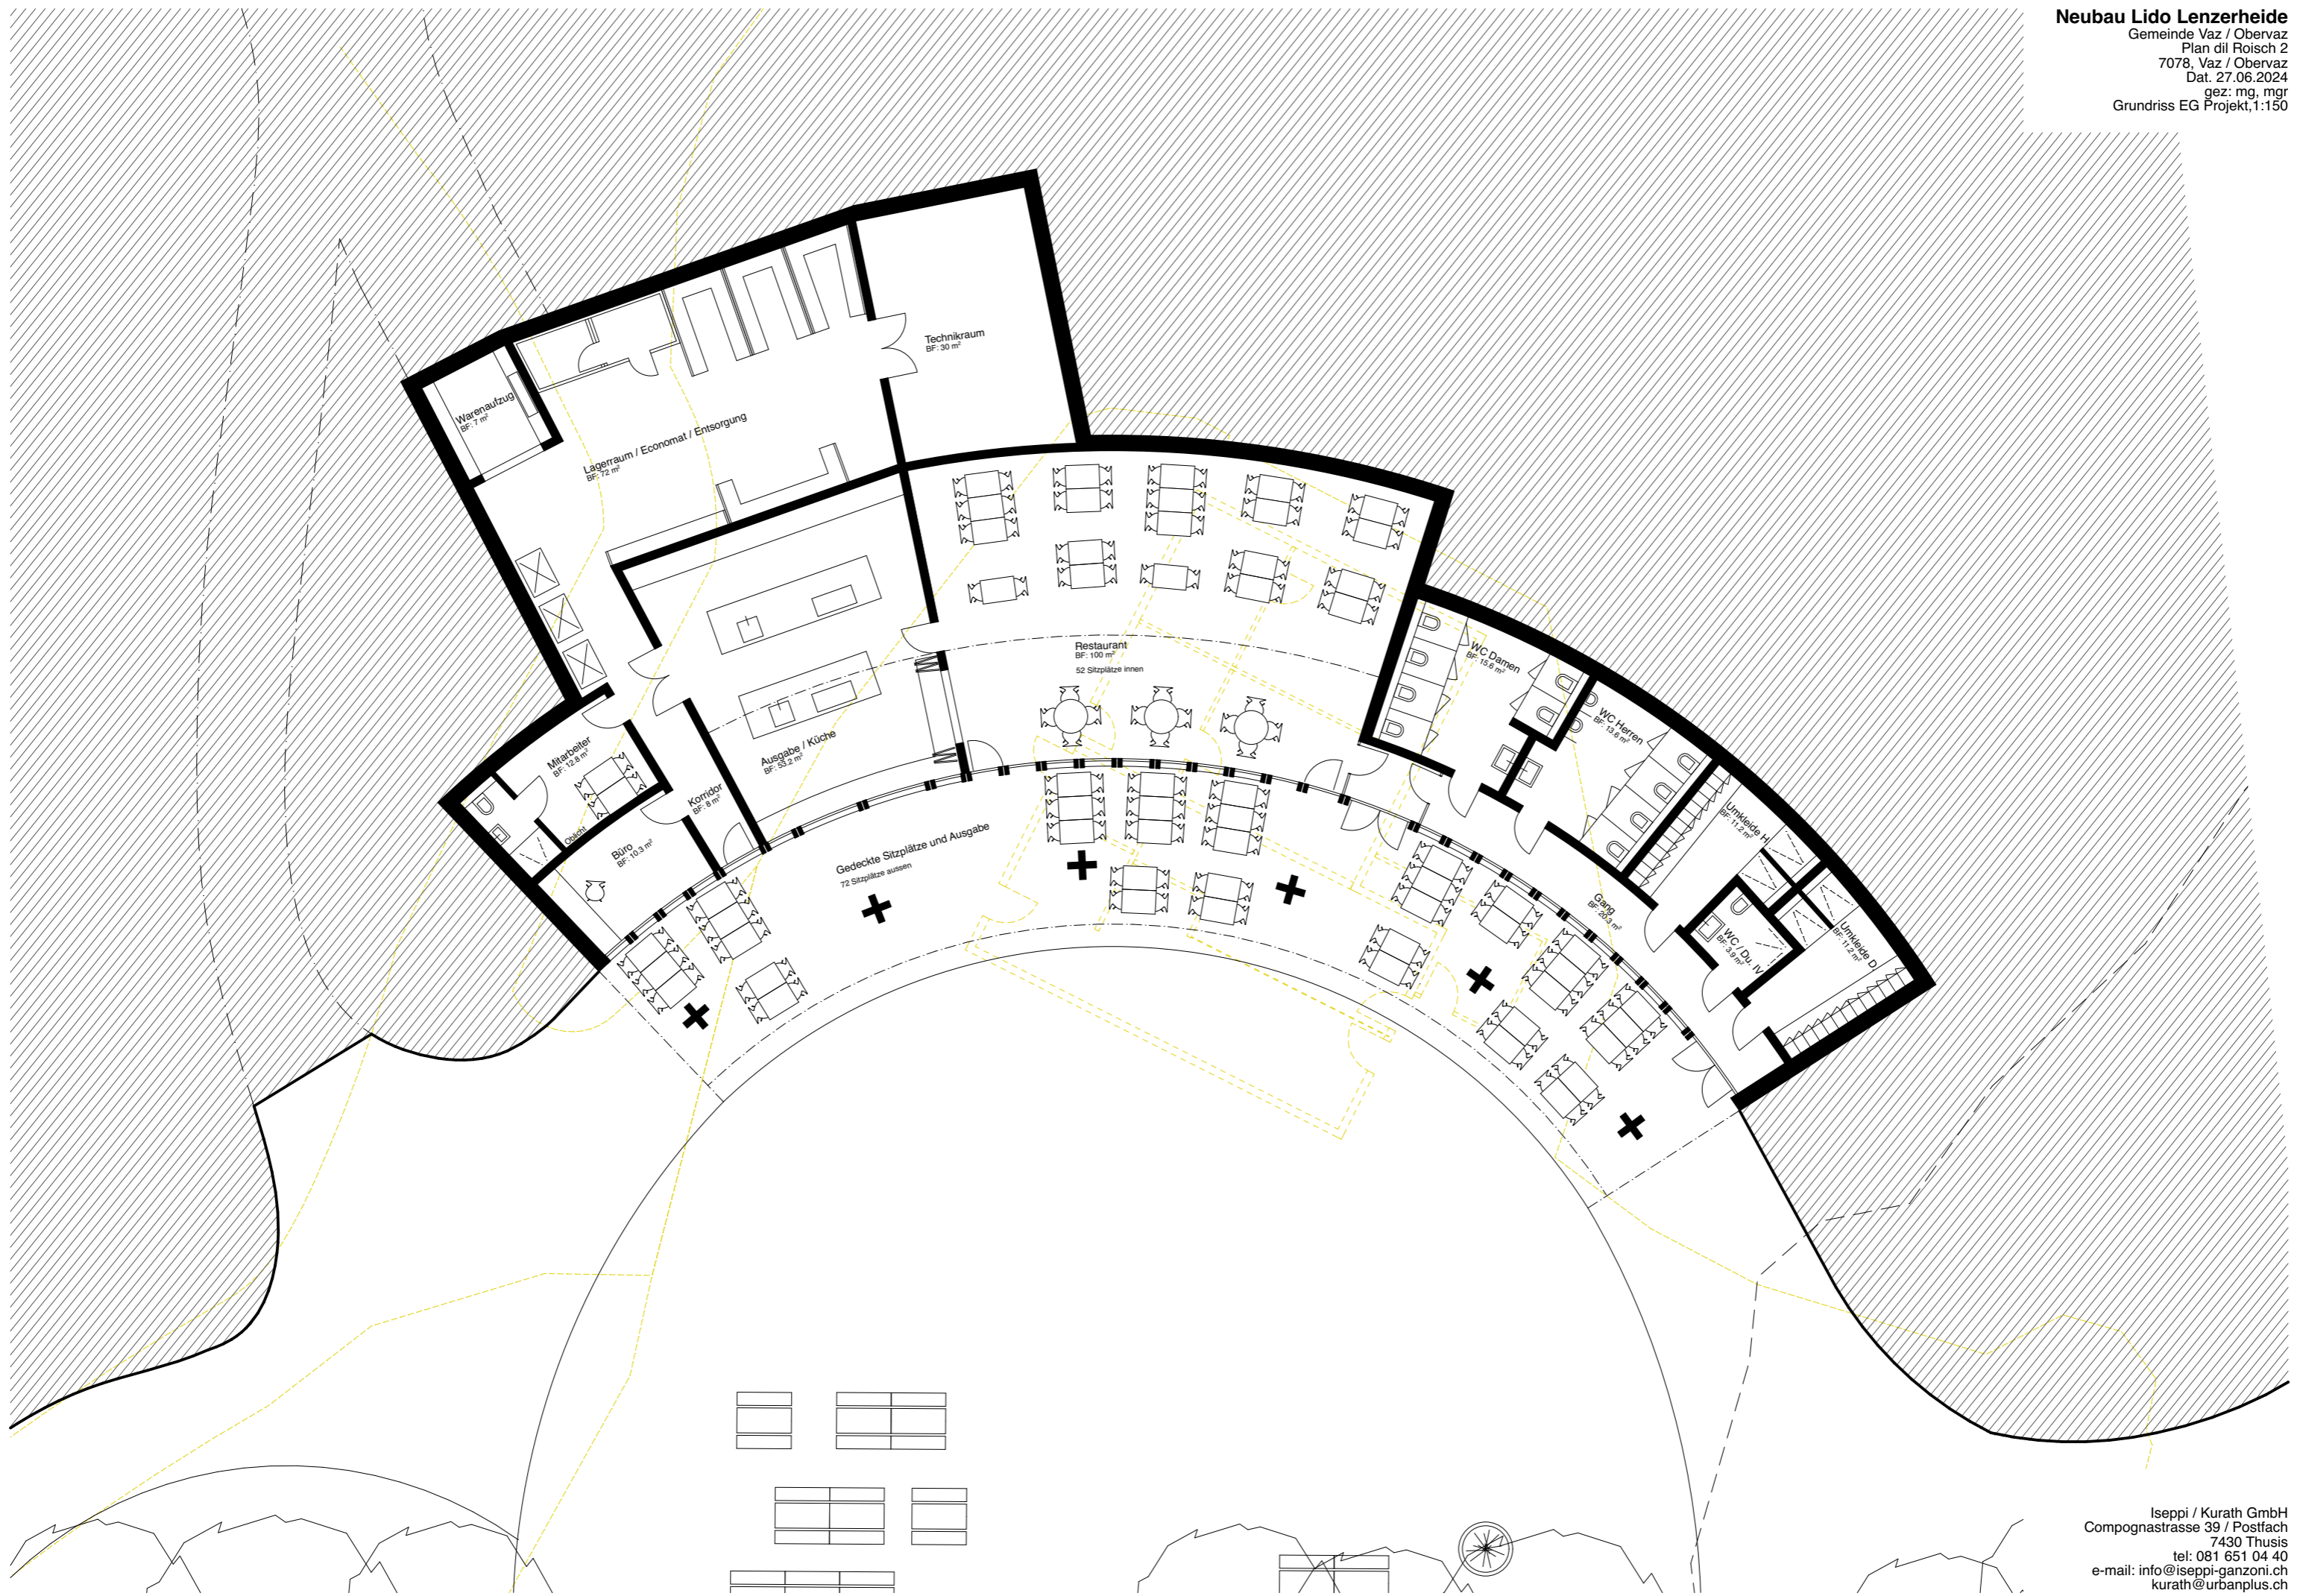 Neubau Lido Lenzerheide
Gemeinde Vaz / Obervaz
Plan dil Roisch 2
7078, Vaz / Obervaz
Dat. 27.06.2024
gez: mg, mgr
Grundriss EG Projekt,1:150
Technikraum
BF: 30 m²
Warenaufzug
BF: 7 m²
Lagerraum / Economat / Entsorgung
BF: 72 m²
Restaurant
BF: 100 m²
52 Sitzplätze innen
WC Damen
BF: 15.6 m²
WC Herren
BF: 13.6 m²
Ausgabe / Küche
BF: 53.2 m²
Mitarbeiter
BF: 12.8 m²
Korridor
BF: 8 m²
Obacht
Büro
BF: 10.3 m²
Gedeckte Sitzplätze und Ausgabe
72 Sitzplätze aussen
Umkleide H
BF: 11.2 m²
Gang
BF: 20.3 m²
WC / Du. IV
BF: 3.9 m²
Umkleide D
BF: 11.2 m²
Iseppi / Kurath GmbH
Compognastrasse 39 / Postfach
7430 Thusis
tel: 081 651 04 40
e-mail: info@iseppi-ganzoni.ch
kurath@urbanplus.ch